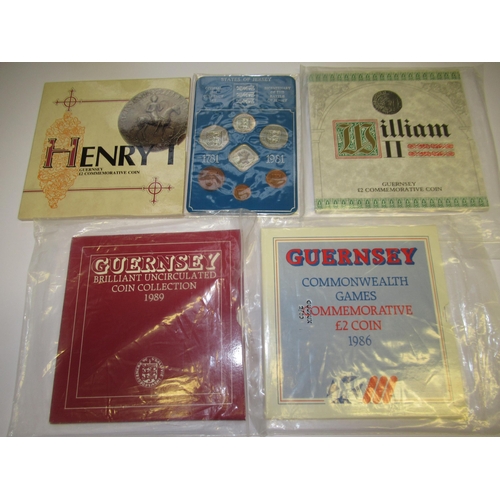 HENRY I
GUERNSEY
£2 COMMEMORATIVE COIN
STATES OF JERSEY
1781 1981
William
II
GUERNSEY
£2 COMMEMORATIVE COIN
GUERNSEY
BRILLIANT UNCIRCULATED
COIN COLLECTION
1989
GUERNSEY
COMMONWEALTH
GAMES
COMMEMORATIVE
£2 COIN
1986